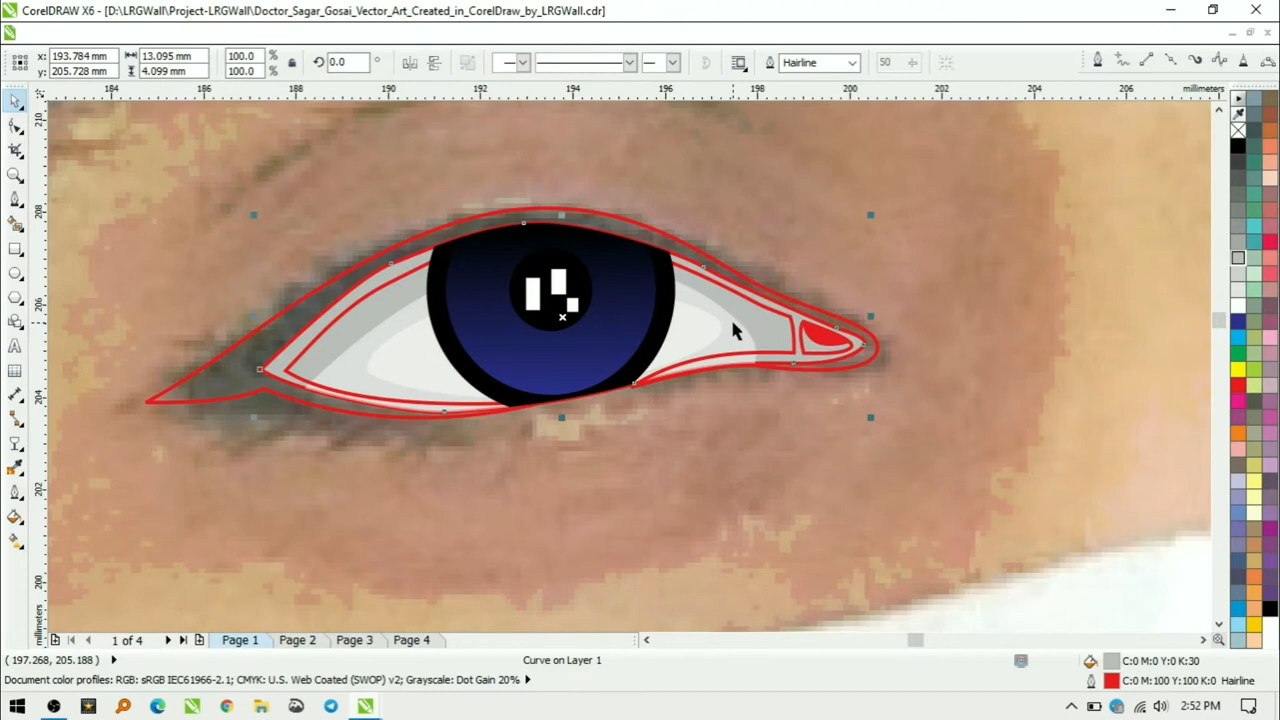 CorelDRAW X6 - [D:\LRGWall\Project-LRGWall\Doctor_Sagar_Gosai_Vector_Art_Created_in_CorelDraw_by_LRGWall.cdr]
x: 193.784 mm 13.095 mm 100.0 % 0.0 ° Hairline 50
y: 205.728 mm 4.099 mm 100.0 %
184 186 188 190 192 194 196 198 200 202 204 206 millimeters
210
208
206
204
202
200
millimeters
1 of 4 Page 1 Page 2 Page 3 Page 4
(197.268, 205.188) Curve on Layer 1 C:0 M:0 Y:0 K:30
Document color profiles: RGB: sRGB IEC61966-2.1; CMYK: U.S. Web Coated (SWOP) v2; Grayscale: Dot Gain 20% C:0 M:100 Y:100 K:0 Hairline
2:52 PM